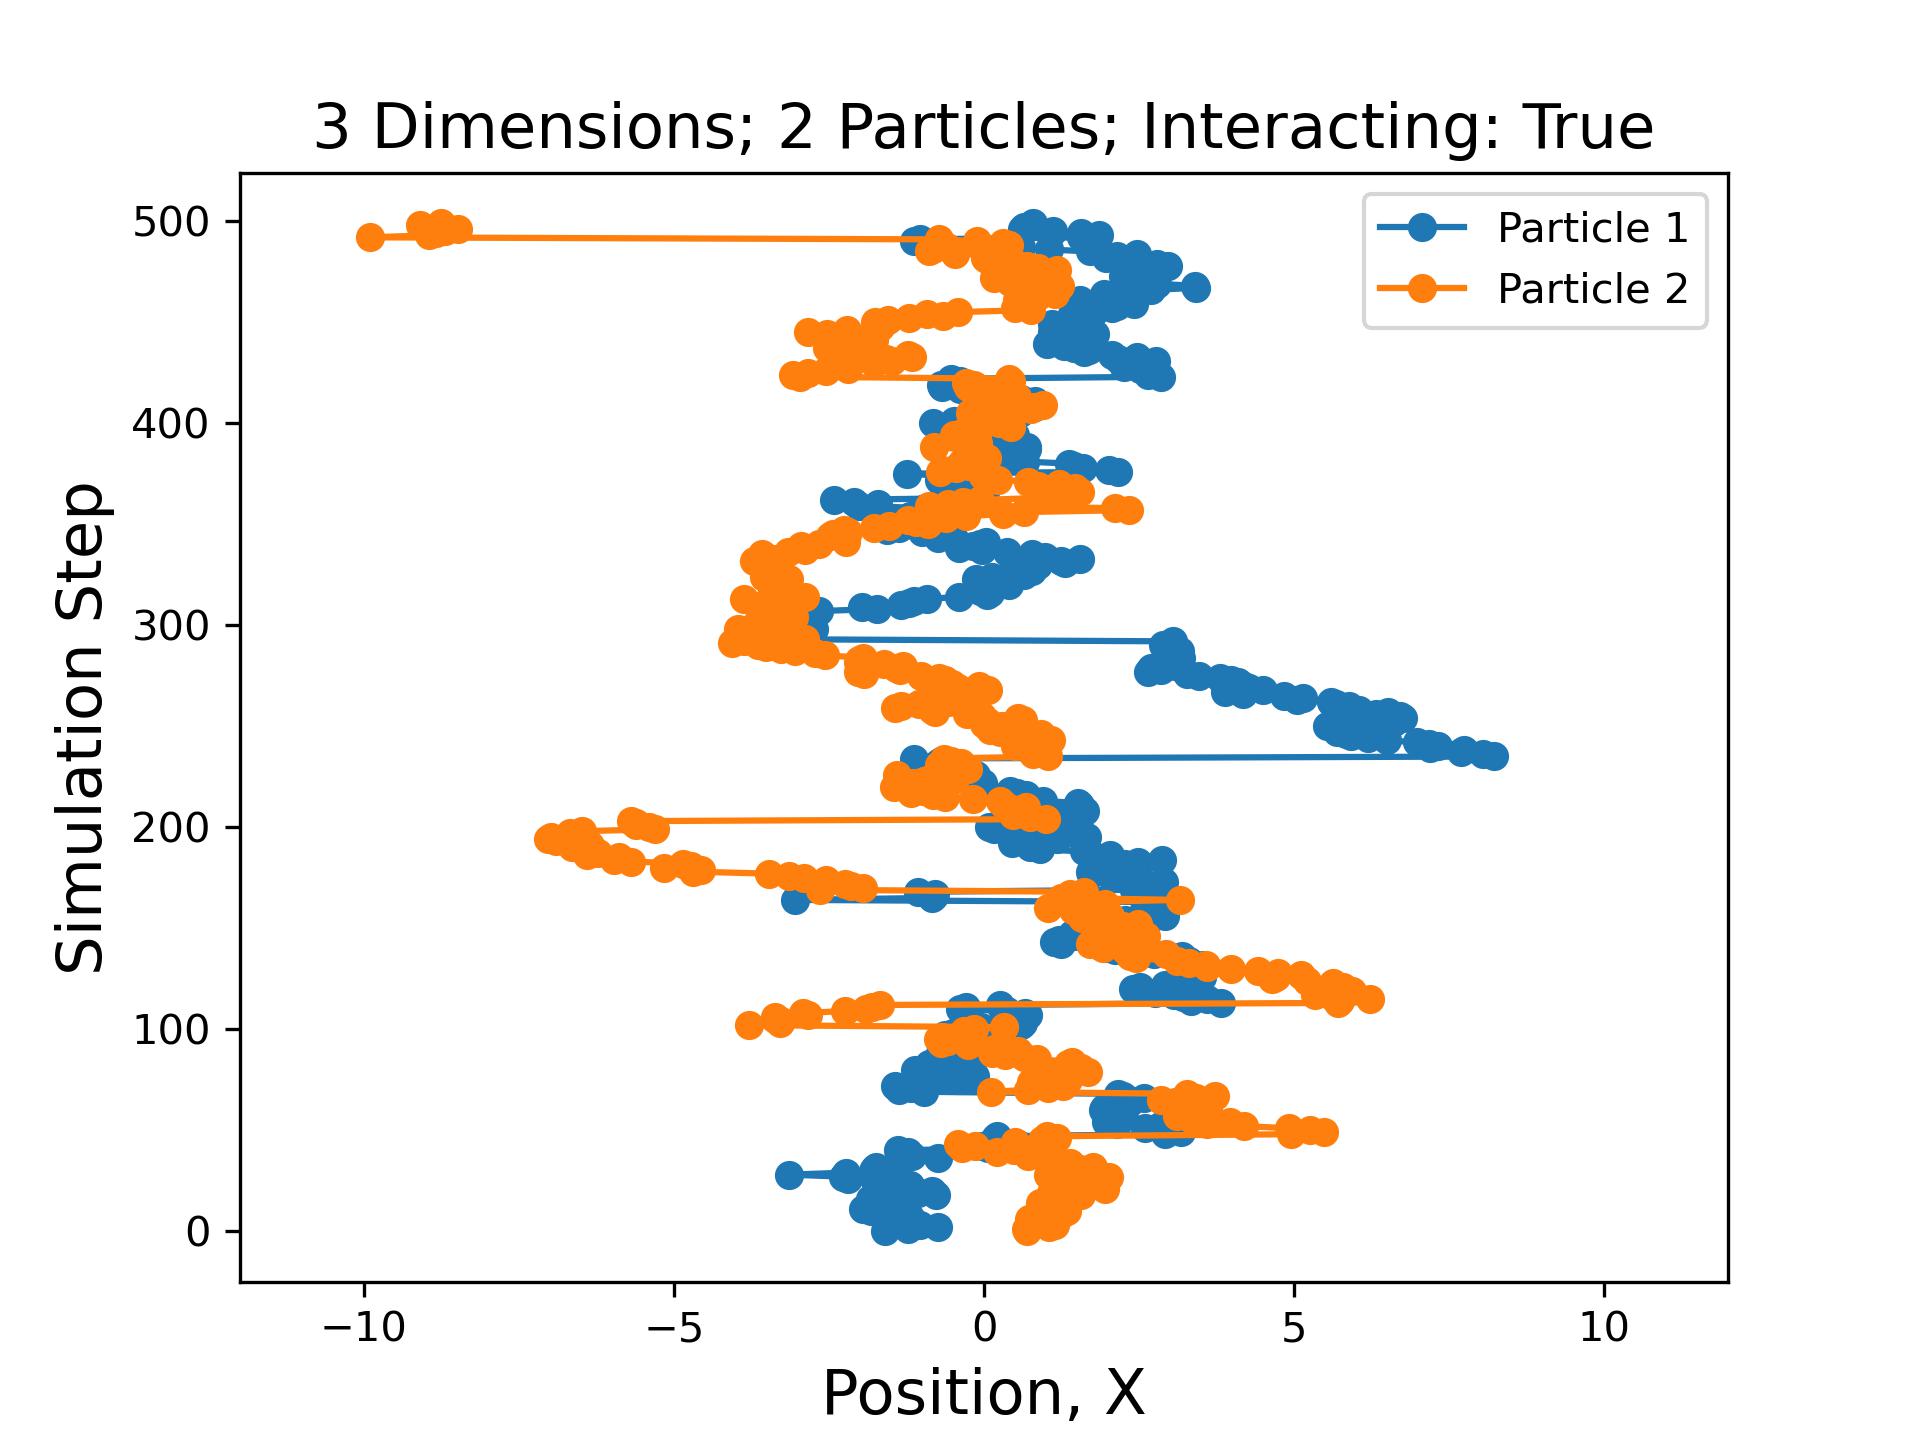 3 Dimensions; 2 Particles; Interacting: True
Particle 1
Particle 2
500
400
300
200
100
0
Simulation Step
−10
−5
0
5
10
Position, X